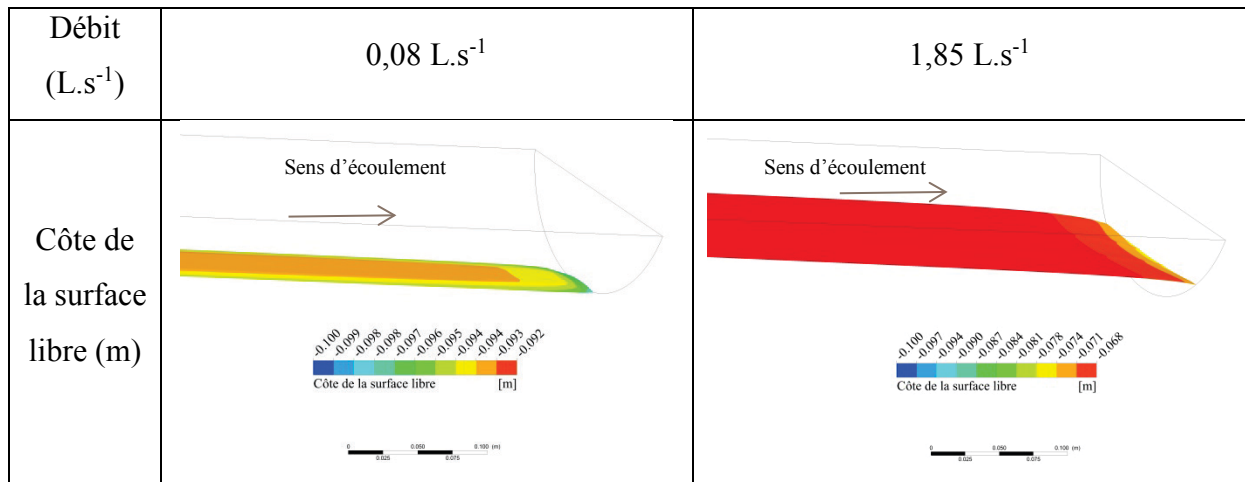 Débit
(L.s⁻¹)
0,08 L.s⁻¹
1,85 L.s⁻¹
Côte de
la surface
libre (m)
Sens d’écoulement
-0.100 -0.099 -0.098 -0.098 -0.097 -0.096 -0.095 -0.094 -0.094 -0.093 -0.092
Côte de la surface libre [m]
0 0.050 0.100 (m)
0.025 0.075
Sens d’écoulement
-0.100 -0.097 -0.094 -0.090 -0.087 -0.084 -0.081 -0.078 -0.074 -0.071 -0.068
Côte de la surface libre [m]
0 0.050 0.100 (m)
0.025 0.075